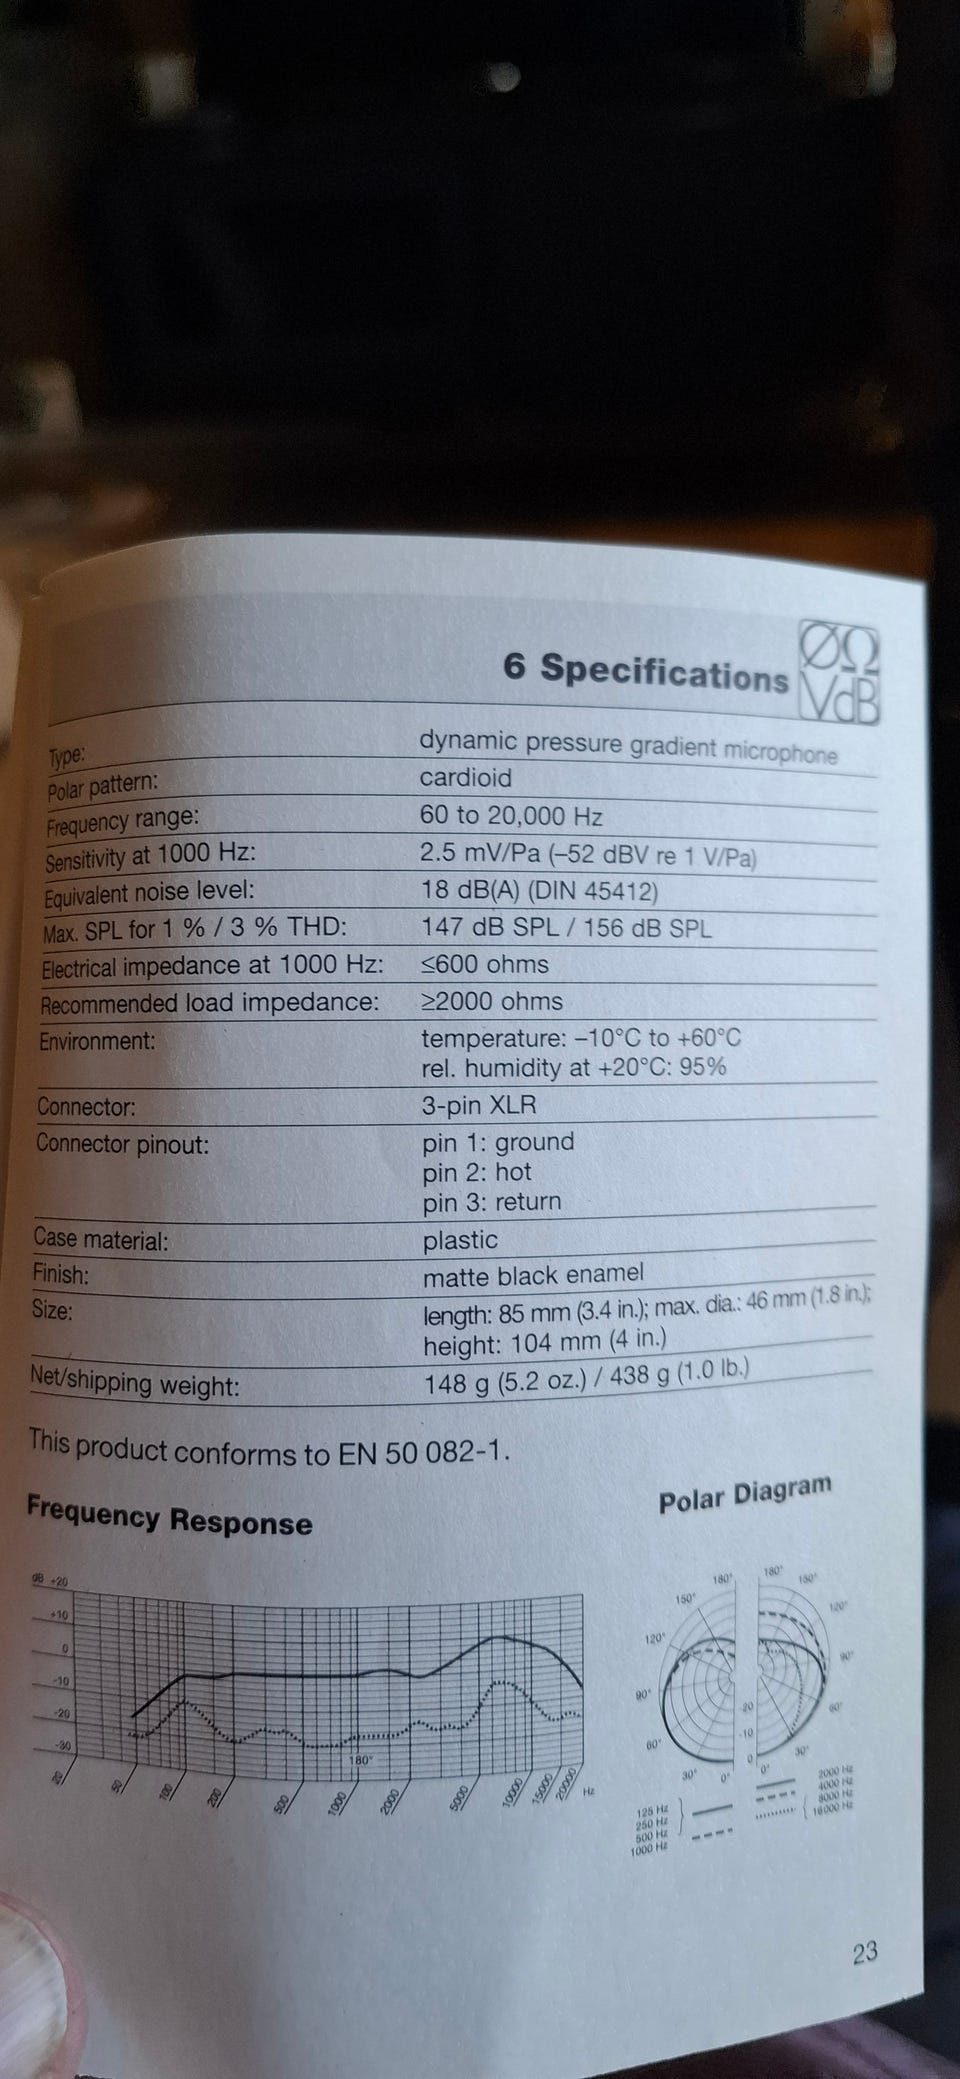 6 Specifications
ØΩ
VdB
Type: dynamic pressure gradient microphone
Polar pattern: cardioid
Frequency range: 60 to 20,000 Hz
Sensitivity at 1000 Hz: 2.5 mV/Pa (–52 dBV re 1 V/Pa)
Equivalent noise level: 18 dB(A) (DIN 45412)
Max. SPL for 1 % / 3 % THD: 147 dB SPL / 156 dB SPL
Electrical impedance at 1000 Hz: ≤600 ohms
Recommended load impedance: ≥2000 ohms
Environment: temperature: –10°C to +60°C
rel. humidity at +20°C: 95%
Connector: 3-pin XLR
Connector pinout: pin 1: ground
pin 2: hot
pin 3: return
Case material: plastic
Finish: matte black enamel
Size: length: 85 mm (3.4 in.); max. dia.: 46 mm (1.8 in.);
height: 104 mm (4 in.)
Net/shipping weight: 148 g (5.2 oz.) / 438 g (1.0 lb.)
This product conforms to EN 50 082-1.
Frequency Response
dB +20
+10
0
-10
-20
-30
180°
20 50 100 200 500 1000 2000 5000 10000 15000 20000 Hz
Polar Diagram
180° 180°
150° 150°
120° 120°
90° 90°
60° 60°
30° 0° 0° 30°
-20
-10
0
125 Hz
250 Hz
500 Hz
1000 Hz
2000 Hz
4000 Hz
8000 Hz
16000 Hz
23